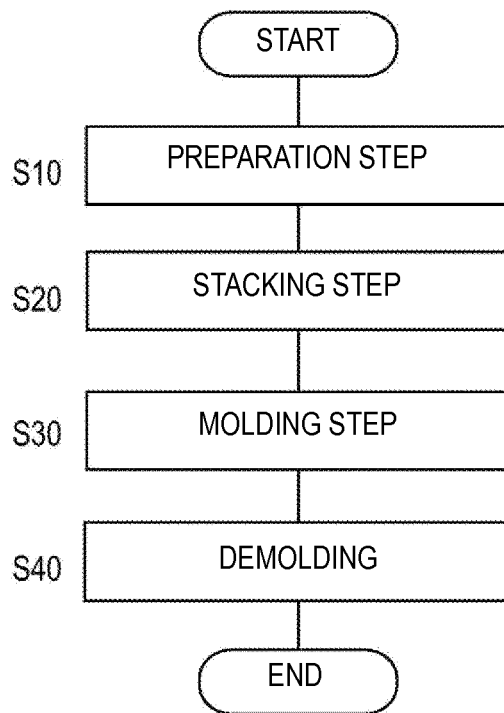 START
S10
PREPARATION STEP
S20
STACKING STEP
S30
MOLDING STEP
S40
DEMOLDING
END